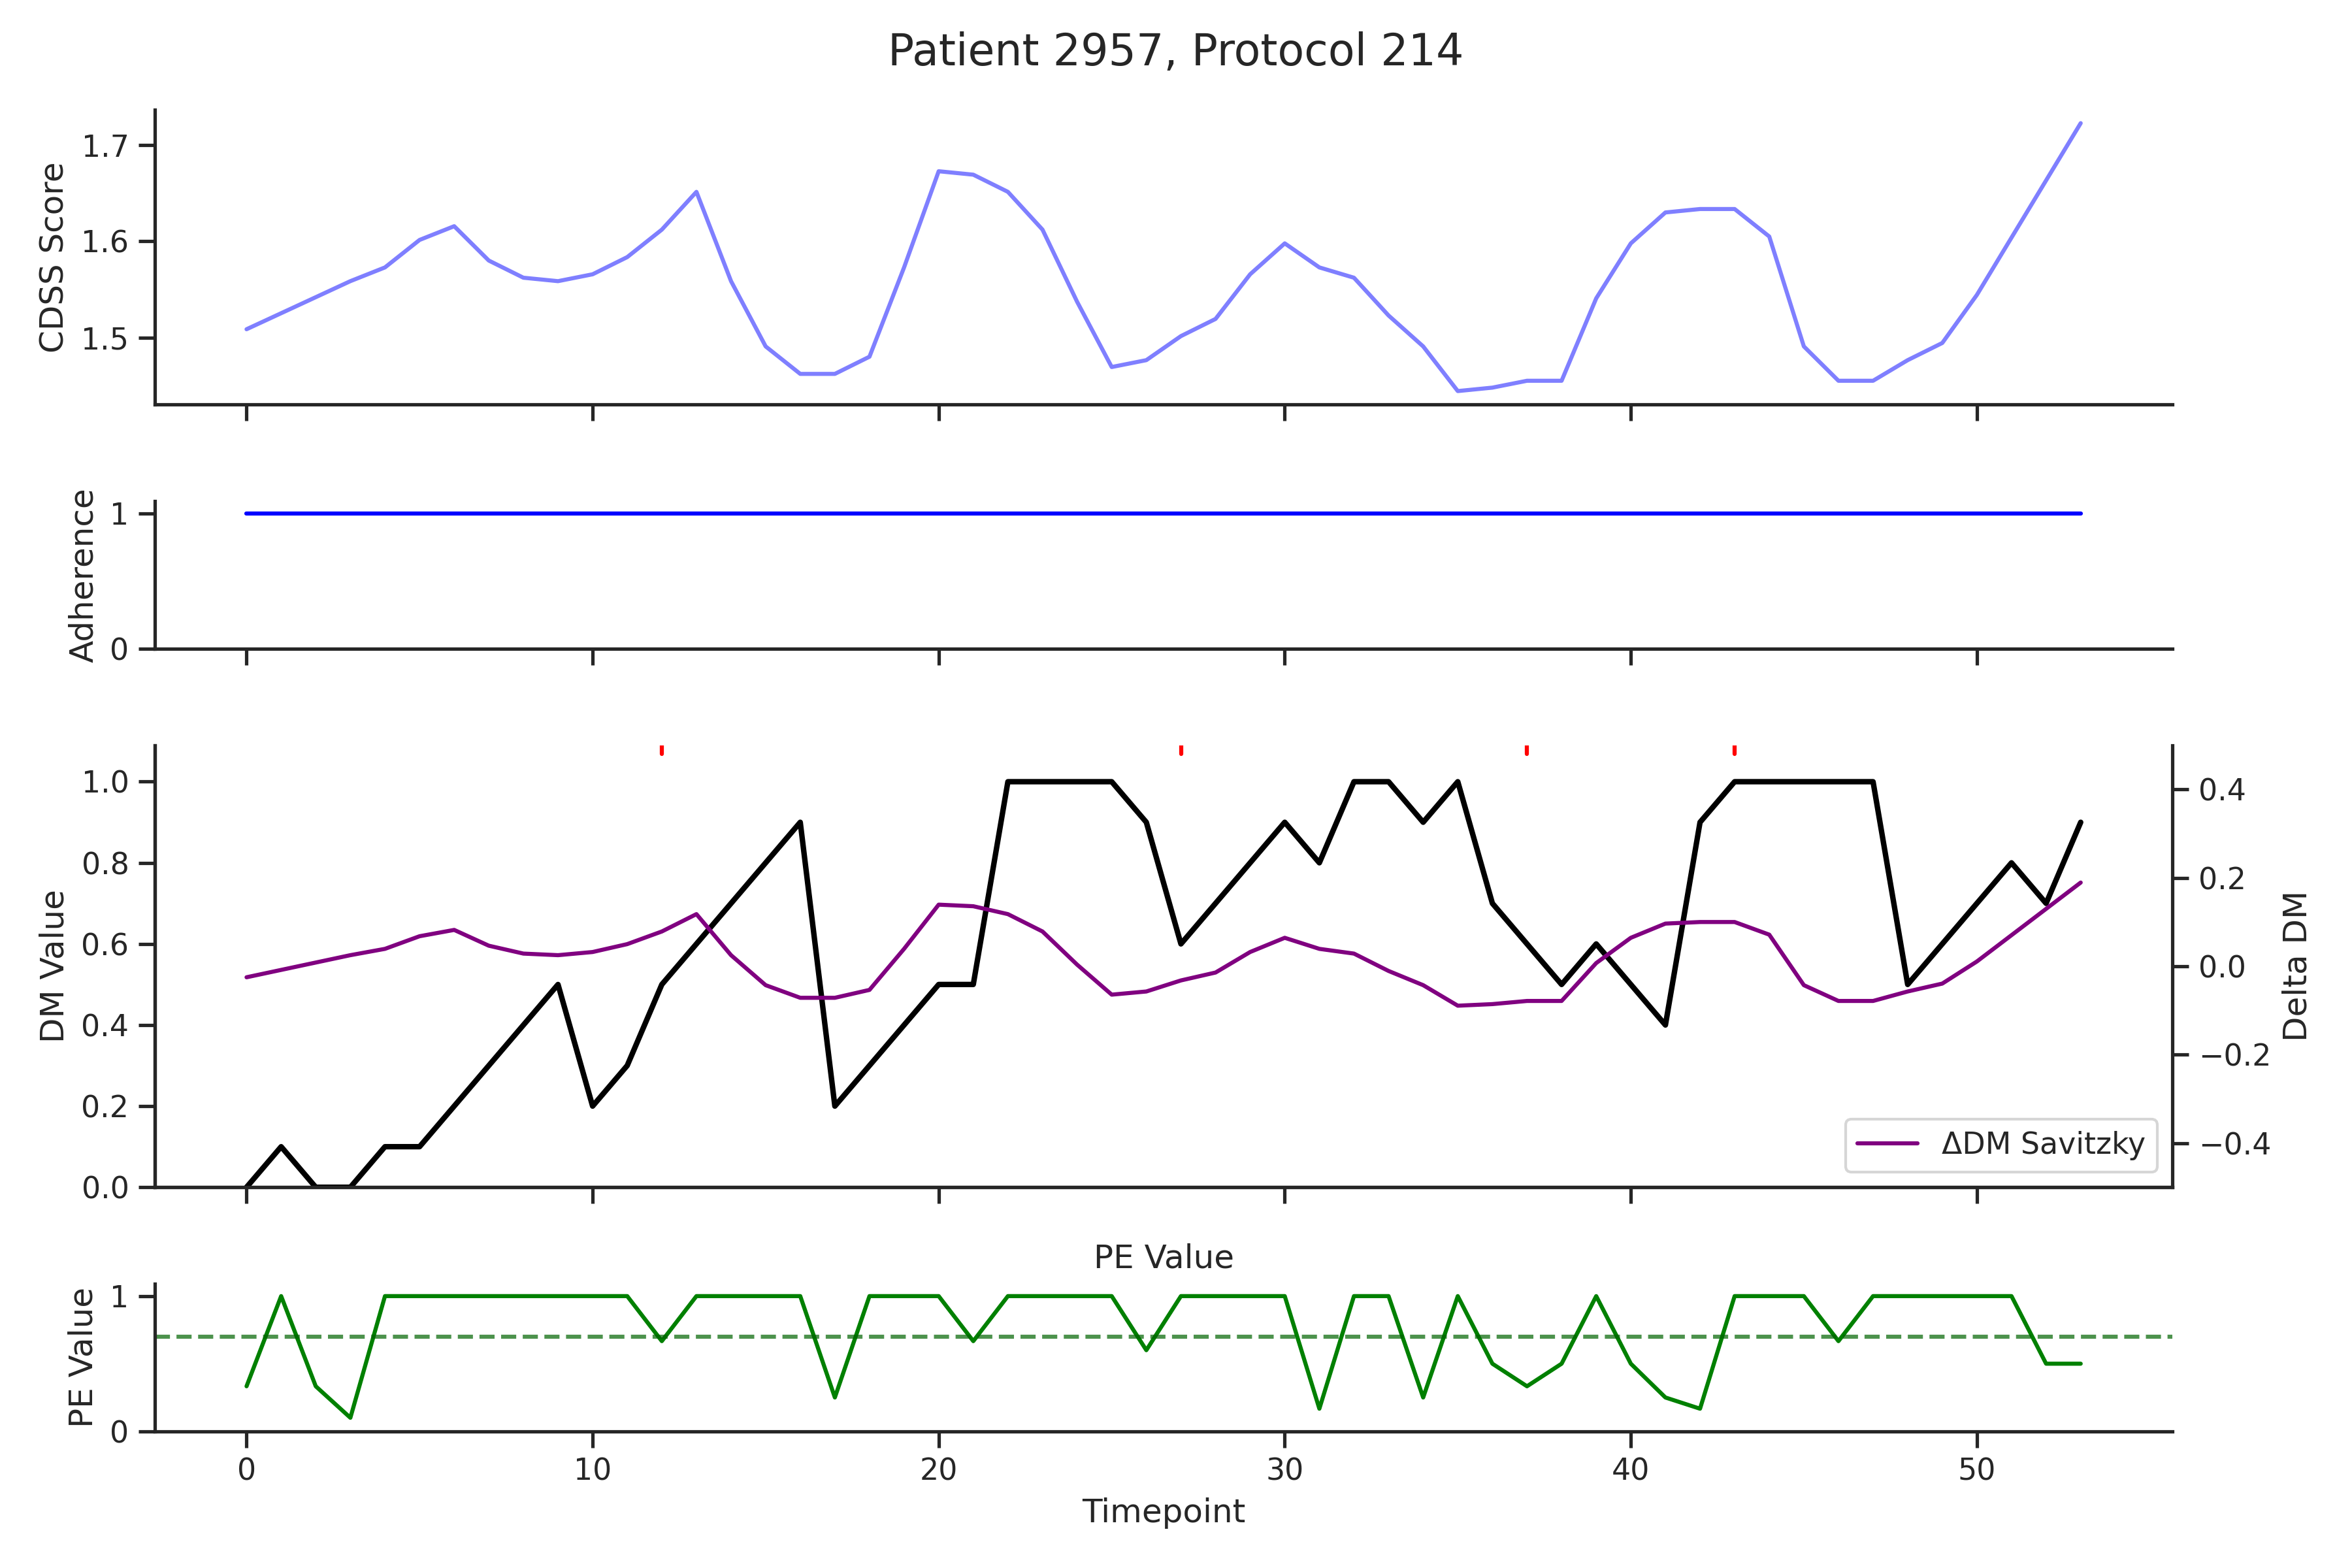 Patient 2957, Protocol 214
CDSS Score
1.7
1.6
1.5
Adherence
1
0
DM Value
1.0
0.8
0.6
0.4
0.2
0.0
0.4
0.2
0.0
−0.2
−0.4
Delta DM
ΔDM Savitzky
PE Value
PE Value
1
0
0 10 20 30 40 50
Timepoint